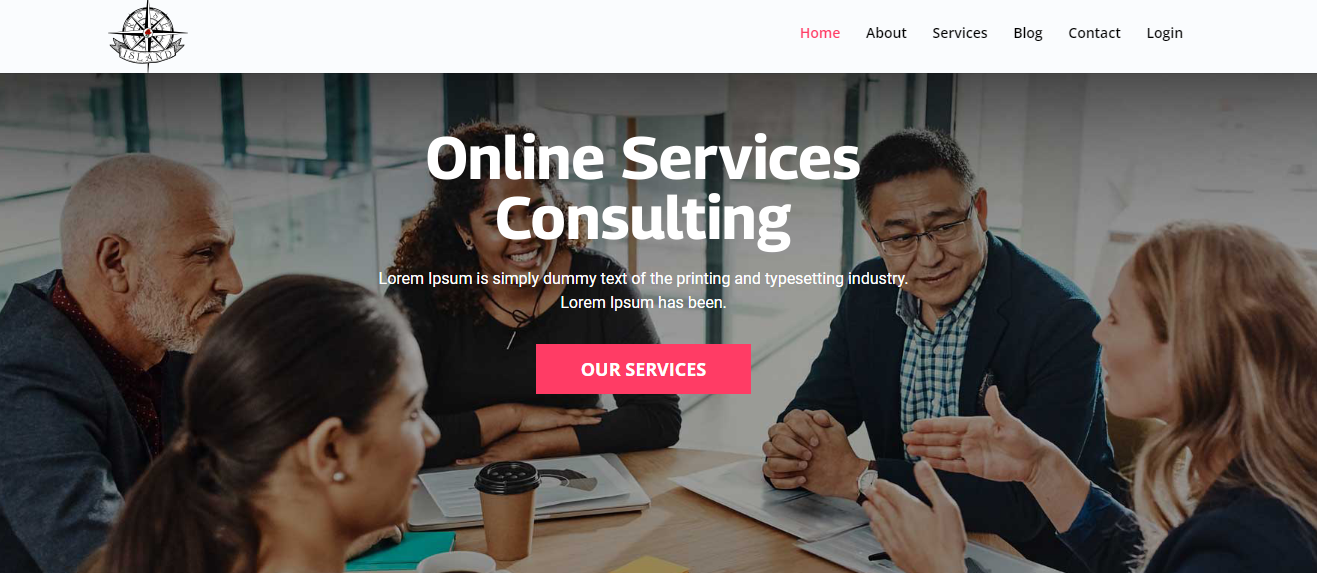 ISLAND
Home About Services Blog Contact Login
Online Services
Consulting
Lorem Ipsum is simply dummy text of the printing and typesetting industry.
Lorem Ipsum has been.
OUR SERVICES